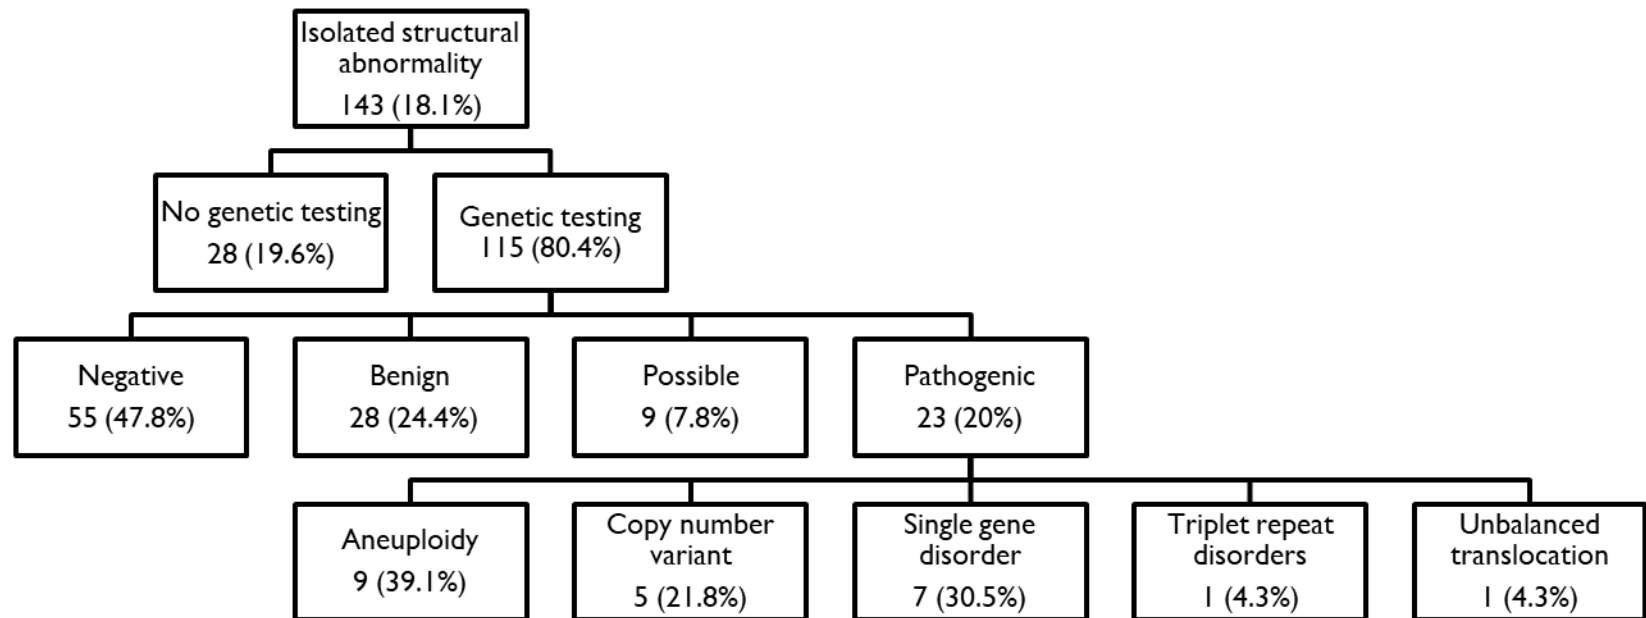 Isolated structural
abnormality
143 (18.1%)
No genetic testing
28 (19.6%)
Genetic testing
115 (80.4%)
Negative
55 (47.8%)
Benign
28 (24.4%)
Possible
9 (7.8%)
Pathogenic
23 (20%)
Aneuploidy
9 (39.1%)
Copy number
variant
5 (21.8%)
Single gene
disorder
7 (30.5%)
Triplet repeat
disorders
1 (4.3%)
Unbalanced
translocation
1 (4.3%)